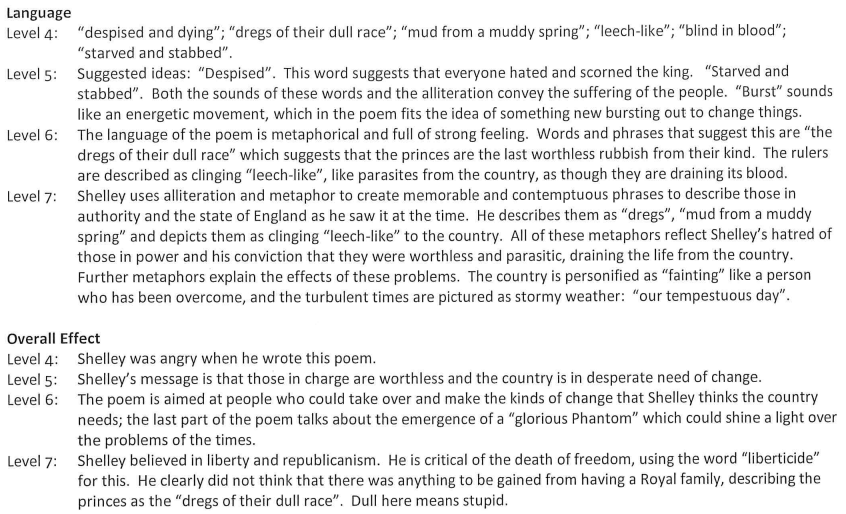 Language
Level 4: "despised and dying"; "dregs of their dull race"; "mud from a muddy spring"; "leech-like"; "blind in blood";
"starved and stabbed".
Level 5: Suggested ideas: "Despised". This word suggests that everyone hated and scorned the king. "Starved and
stabbed". Both the sounds of these words and the alliteration convey the suffering of the people. "Burst" sounds
like an energetic movement, which in the poem fits the idea of something new bursting out to change things.
Level 6: The language of the poem is metaphorical and full of strong feeling. Words and phrases that suggest this are "the
dregs of their dull race" which suggests that the princes are the last worthless rubbish from their kind. The rulers
are described as clinging "leech-like", like parasites from the country, as though they are draining its blood.
Level 7: Shelley uses alliteration and metaphor to create memorable and contemptuous phrases to describe those in
authority and the state of England as he saw it at the time. He describes them as "dregs", "mud from a muddy
spring" and depicts them as clinging "leech-like" to the country. All of these metaphors reflect Shelley's hatred of
those in power and his conviction that they were worthless and parasitic, draining the life from the country.
Further metaphors explain the effects of these problems. The country is personified as "fainting" like a person
who has been overcome, and the turbulent times are pictured as stormy weather: "our tempestuous day".
Overall Effect
Level 4: Shelley was angry when he wrote this poem.
Level 5: Shelley's message is that those in charge are worthless and the country is in desperate need of change.
Level 6: The poem is aimed at people who could take over and make the kinds of change that Shelley thinks the country
needs; the last part of the poem talks about the emergence of a "glorious Phantom" which could shine a light over
the problems of the times.
Level 7: Shelley believed in liberty and republicanism. He is critical of the death of freedom, using the word "liberticide"
for this. He clearly did not think that there was anything to be gained from having a Royal family, describing the
princes as the "dregs of their dull race". Dull here means stupid.